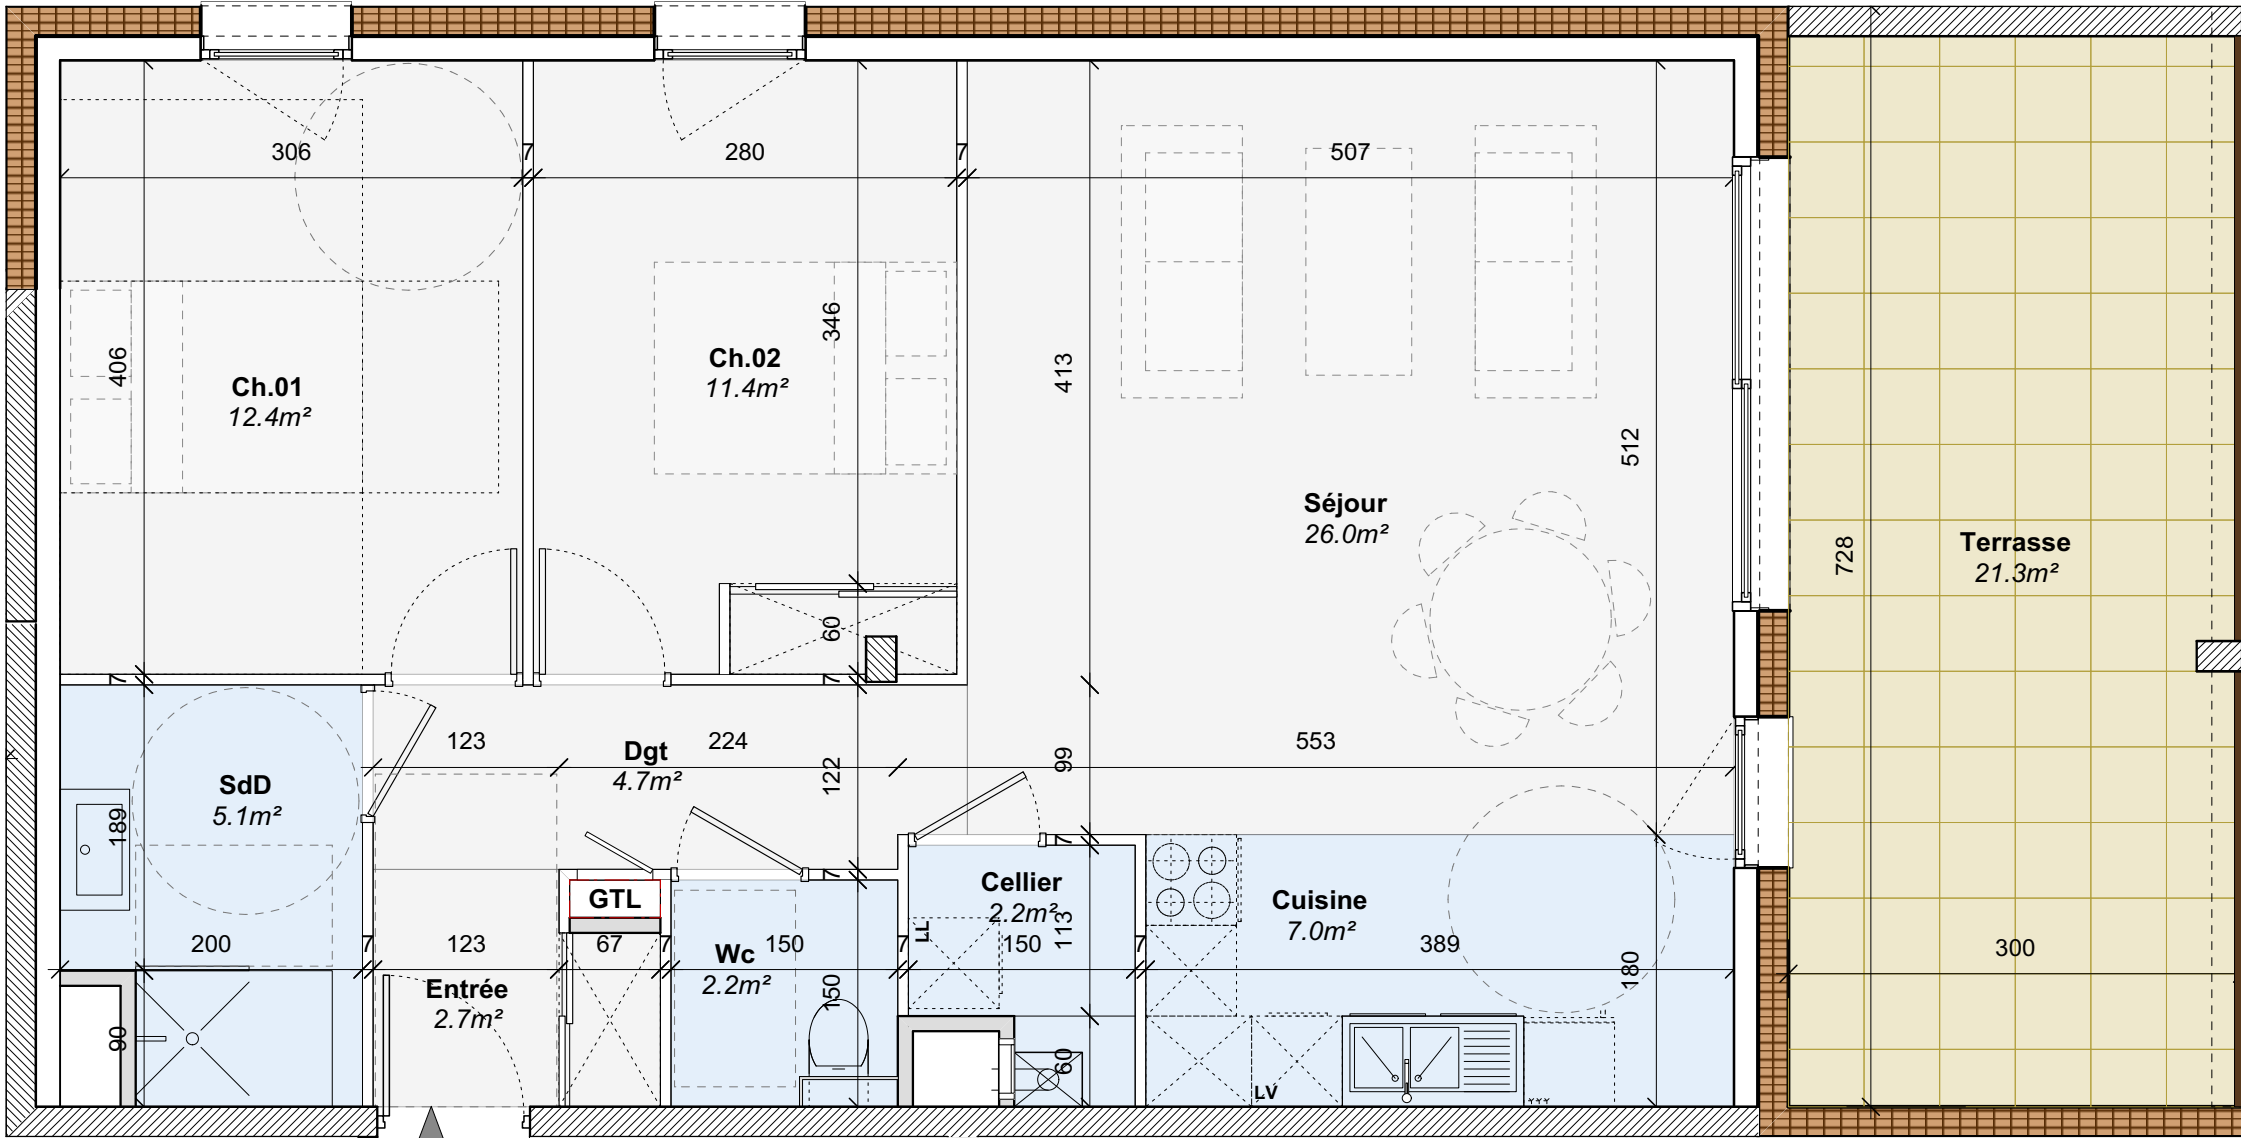 306
7
280
7
507
406
346
413
512
728
Ch.01
12.4m²
Ch.02
11.4m²
Séjour
26.0m²
Terrasse
21.3m²
60
7
7
123
224
553
Dgt
4.7m²
122
99
SdD
5.1m²
189
7
7
GTL
Cellier
2.2m²
113
LL
Cuisine
7.0m²
200
7
123
67
7
150
7
150
7
389
300
Wc
2.2m²
150
180
Entrée
2.7m²
90
60
LV